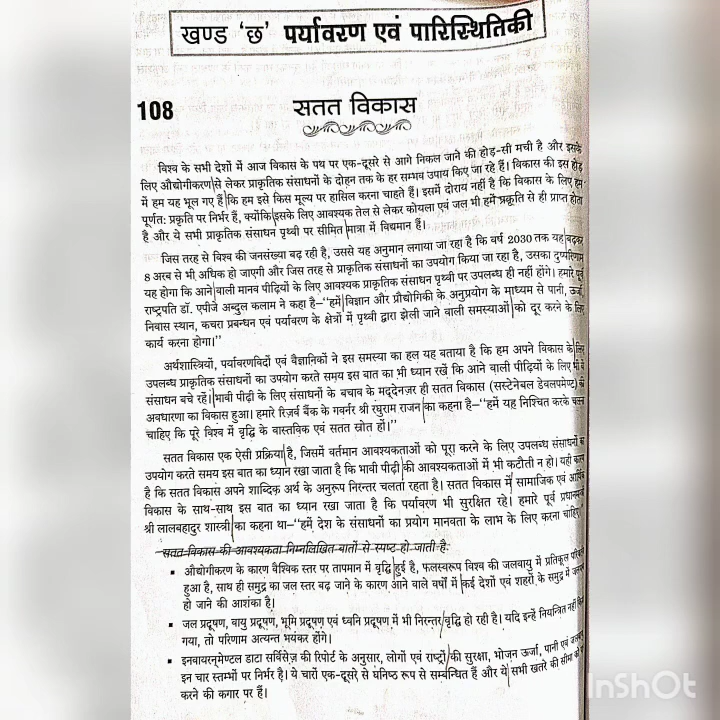 खण्ड 'छ' पर्यावरण एवं पारिस्थितिकी
108
सतत विकास
विश्व के सभी देशों में आज विकास के पथ पर एक-दूसरे से आगे निकल जाने की होड़-सी मची है और इसके
लिए औद्योगीकरण से लेकर प्राकृतिक संसाधनों के दोहन तक के हर सम्भव उपाय किए जा रहे हैं। विकास की इस होड़
में हम यह भूल गए हैं कि हम इसे किस मूल्य पर हासिल करना चाहते हैं। इसमें दोराय नहीं है कि विकास के लिए हम
पूर्णत: प्रकृति पर निर्भर हैं, क्योंकि इसके लिए आवश्यक तेल से लेकर कोयला एवं जल भी हमें प्रकृति से ही प्राप्त होता
है और ये सभी प्राकृतिक संसाधन पृथ्वी पर सीमित मात्रा में विद्यमान हैं।
जिस तरह से विश्व की जनसंख्या बढ़ रही है, उससे यह अनुमान लगाया जा रहा है कि वर्ष 2030 तक यह बढ़कर
8 अरब से भी अधिक हो जाएगी और जिस तरह से प्राकृतिक संसाधनों का उपयोग किया जा रहा है, उसका दुष्परिणाम
यह होगा कि आने वाली मानव पीढ़ियों के लिए आवश्यक प्राकृतिक संसाधन पृथ्वी पर उपलब्ध ही नहीं होंगे। हमारे पूर्व
राष्ट्रपति डॉ. एपीजे अब्दुल कलाम ने कहा है–"हमें विज्ञान और प्रौद्योगिकी के अनुप्रयोग के माध्यम से पानी, ऊर्जा,
निवास स्थान, कचरा प्रबन्धन एवं पर्यावरण के क्षेत्रों में पृथ्वी द्वारा झेली जाने वाली समस्याओं को दूर करने के लिए
कार्य करना होगा।"
अर्थशास्त्रियों, पर्यावरणविदों एवं वैज्ञानिकों ने इस समस्या का हल यह बताया है कि हम अपने विकास के लिए
उपलब्ध प्राकृतिक संसाधनों का उपयोग करते समय इस बात का भी ध्यान रखें कि आने वाली पीढ़ियों के लिए भी ये
संसाधन बचे रहें। भावी पीढ़ी के लिए संसाधनों के बचाव के मद्देनज़र ही सतत विकास (सस्टेनेबल डेवलपमेण्ट) की
अवधारणा का विकास हुआ। हमारे रिज़र्व बैंक के गवर्नर श्री रघुराम राजन का कहना है–"हमें यह निश्चित करके चलना
चाहिए कि पूरे विश्व में वृद्धि के वास्तविक एवं सतत स्रोत हों।"
सतत विकास एक ऐसी प्रक्रिया है, जिसमें वर्तमान आवश्यकताओं को पूरा करने के लिए उपलब्ध संसाधनों का
उपयोग करते समय इस बात का ध्यान रखा जाता है कि भावी पीढ़ी की आवश्यकताओं में भी कटौती न हो। यही कारण
है कि सतत विकास अपने शाब्दिक अर्थ के अनुरूप निरन्तर चलता रहता है। सतत विकास में सामाजिक एवं आर्थिक
विकास के साथ-साथ इस बात का ध्यान रखा जाता है कि पर्यावरण भी सुरक्षित रहे। हमारे पूर्व प्रधानमन्त्री
श्री लालबहादुर शास्त्री का कहना था–"हमें देश के संसाधनों का प्रयोग मानवता के लाभ के लिए करना चाहिए
सतत विकास की आवश्यकता निम्नलिखित बातों से स्पष्ट हो जाती है:
▪ औद्योगीकरण के कारण वैश्विक स्तर पर तापमान में वृद्धि हुई है, फलस्वरूप विश्व की जलवायु में प्रतिकूल
हुआ है, साथ ही समुद्र का जल स्तर बढ़ जाने के कारण आने वाले वर्षों में कई देशों एवं शहरों के समुद्र में
हो जाने की आशंका है।
▪ जल प्रदूषण, वायु प्रदूषण, भूमि प्रदूषण एवं ध्वनि प्रदूषण में भी निरन्तर वृद्धि हो रही है। यदि इन्हें नियन्त्रित नहीं
गया, तो परिणाम अत्यन्त भयंकर होंगे।
▪ इनवायरन्मेण्टल डाटा सर्विसेज़ की रिपोर्ट के अनुसार, लोगों एवं राष्ट्रों की सुरक्षा, भोजन ऊर्जा, पानी एवं
इन चार स्तम्भों पर निर्भर है। ये चारों एक-दूसरे से घनिष्ठ रूप से सम्बन्धित हैं और ये सभी खतरे की सीमा को
करने की कगार पर हैं।
InShOt